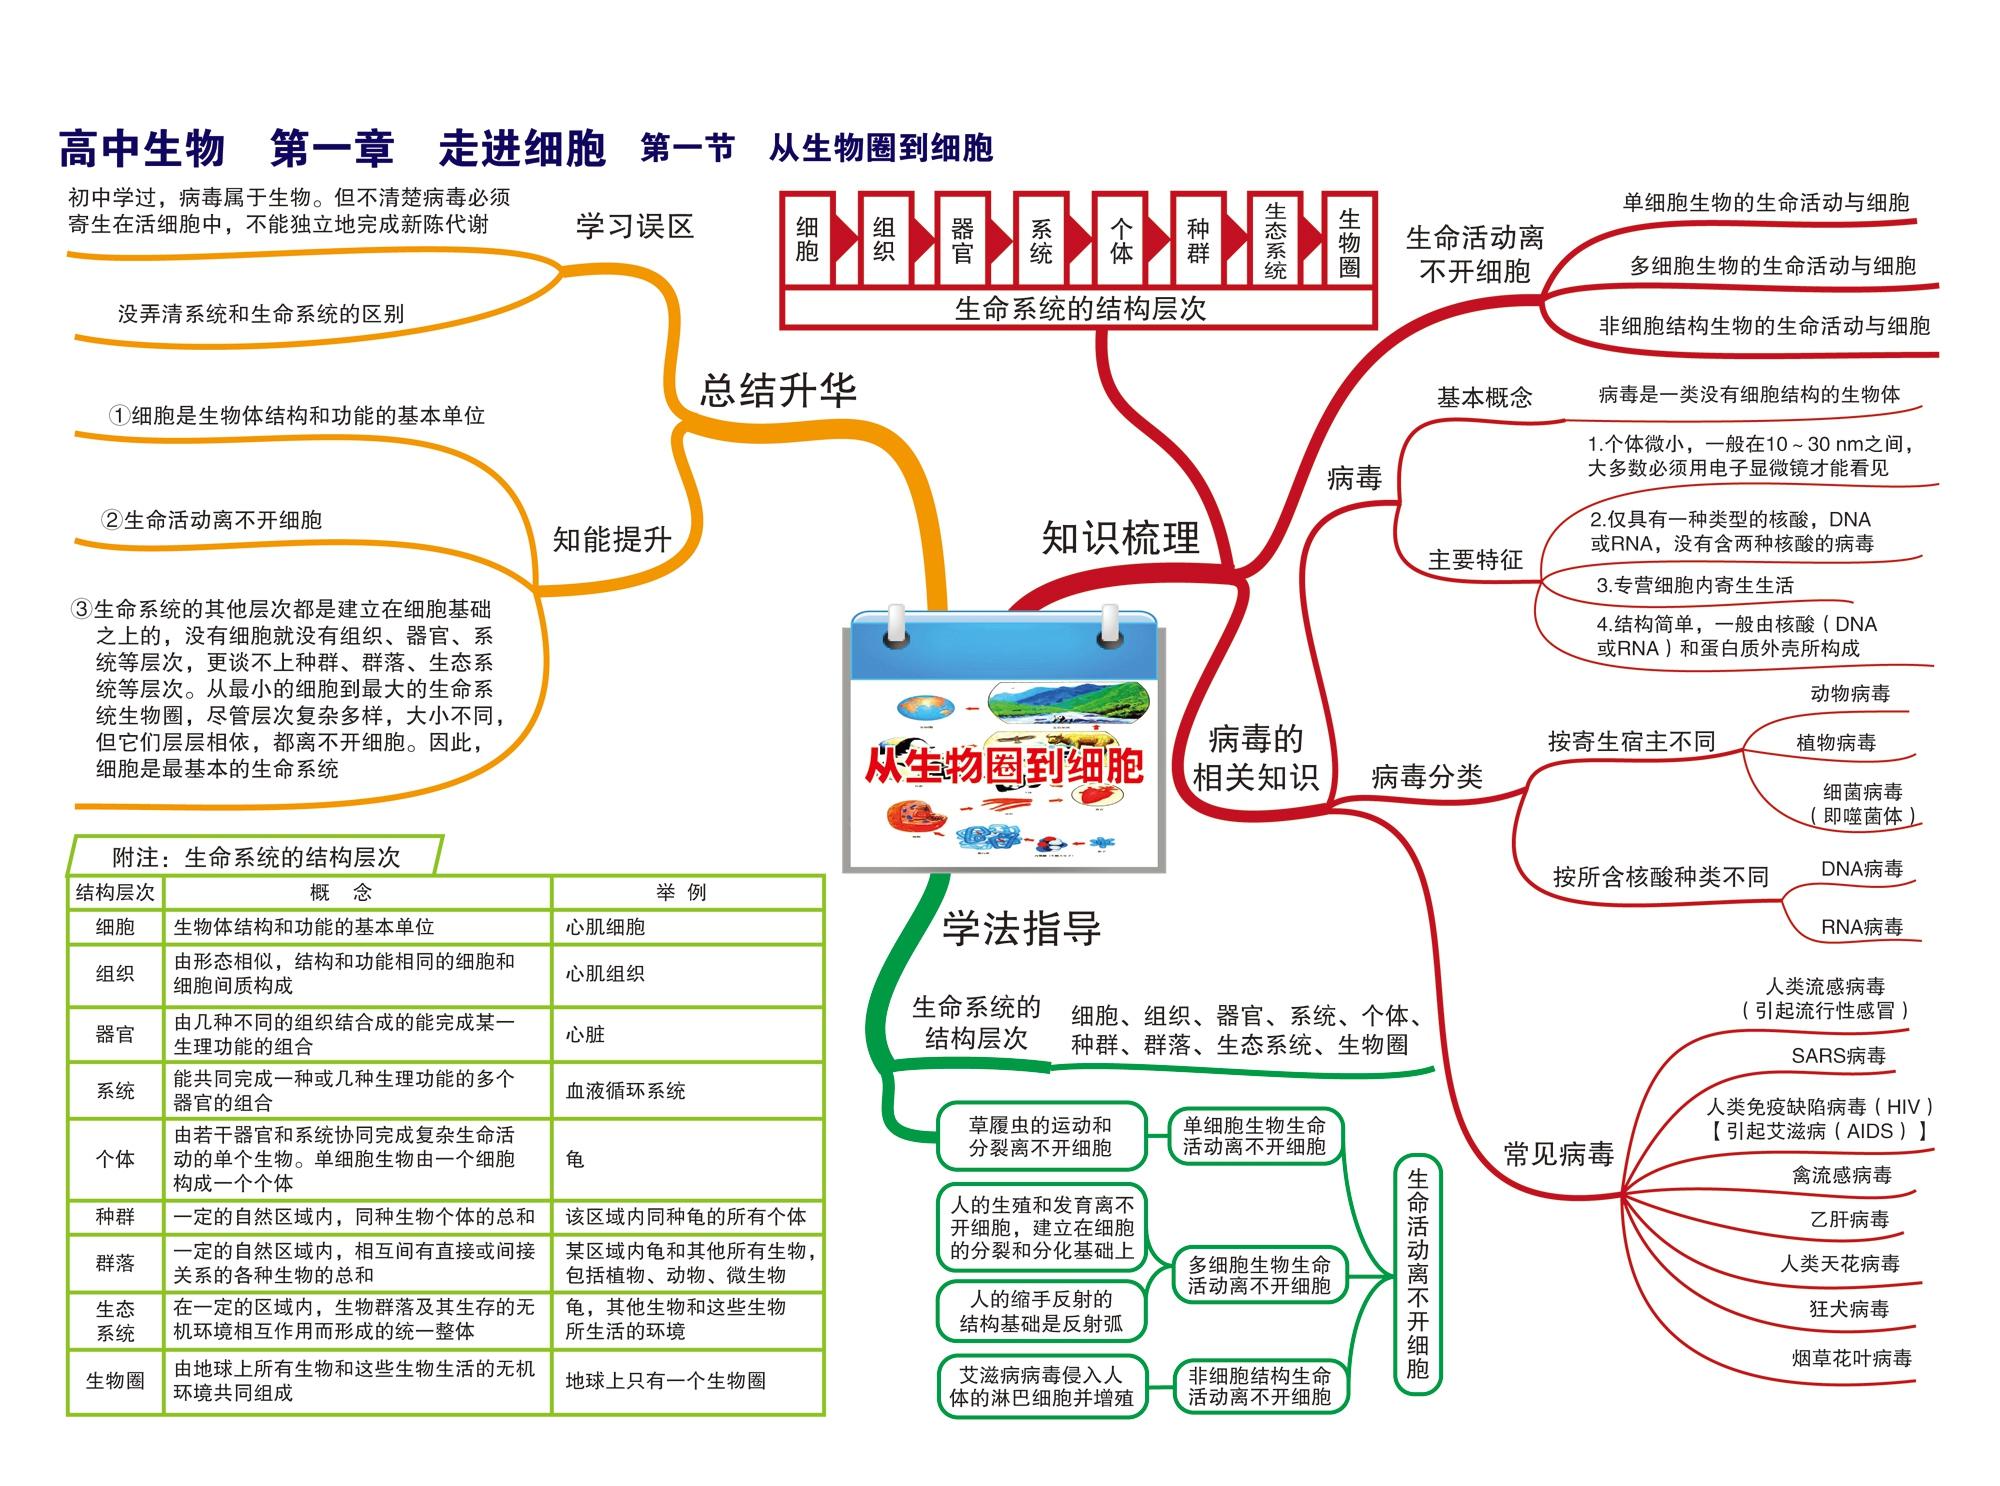 高中生物 第一章 走进细胞 第一节 从生物圈到细胞
初中学过，病毒属于生物。但不清楚病毒必须
寄生在活细胞中，不能独立地完成新陈代谢
学习误区
没弄清系统和生命系统的区别
总结升华
①细胞是生物体结构和功能的基本单位
②生命活动离不开细胞
知能提升
③生命系统的其他层次都是建立在细胞基础
之上的，没有细胞就没有组织、器官、系
统等层次，更谈不上种群、群落、生态系
统等层次。从最小的细胞到最大的生命系
统生物圈，尽管层次复杂多样，大小不同，
但它们层层相依，都离不开细胞。因此，
细胞是最基本的生命系统
细胞
组织
器官
系统
个体
种群
生态系统
生物圈
生命系统的结构层次
知识梳理
生命活动离
不开细胞
单细胞生物的生命活动与细胞
多细胞生物的生命活动与细胞
非细胞结构生物的生命活动与细胞
病毒的
相关知识
病毒
基本概念
病毒是一类没有细胞结构的生物体
主要特征
1.个体微小，一般在10～30 nm之间，
大多数必须用电子显微镜才能看见
2.仅具有一种类型的核酸，DNA
或RNA，没有含两种核酸的病毒
3.专营细胞内寄生生活
4.结构简单，一般由核酸（DNA
或RNA）和蛋白质外壳所构成
病毒分类
按寄生宿主不同
动物病毒
植物病毒
细菌病毒
（即噬菌体）
按所含核酸种类不同
DNA病毒
RNA病毒
常见病毒
人类流感病毒
（引起流行性感冒）
SARS病毒
人类免疫缺陷病毒（HIV）
【引起艾滋病（AIDS）】
禽流感病毒
乙肝病毒
人类天花病毒
狂犬病毒
烟草花叶病毒
从生物圈到细胞
学法指导
生命系统的
结构层次
细胞、组织、器官、系统、个体、
种群、群落、生态系统、生物圈
草履虫的运动和
分裂离不开细胞
单细胞生物生命
活动离不开细胞
人的生殖和发育离不
开细胞，建立在细胞
的分裂和分化基础上
人的缩手反射的
结构基础是反射弧
多细胞生物生命
活动离不开细胞
艾滋病病毒侵入人
体的淋巴细胞并增殖
非细胞结构生命
活动离不开细胞
生命活动离不开细胞
附注：生命系统的结构层次
结构层次 概 念 举 例
细胞 生物体结构和功能的基本单位 心肌细胞
组织 由形态相似，结构和功能相同的细胞和
细胞间质构成 心肌组织
器官 由几种不同的组织结合成的能完成某一
生理功能的组合 心脏
系统 能共同完成一种或几种生理功能的多个
器官的组合 血液循环系统
个体 由若干器官和系统协同完成复杂生命活
动的单个生物。单细胞生物由一个细胞
构成一个个体 龟
种群 一定的自然区域内，同种生物个体的总和 该区域内同种龟的所有个体
群落 一定的自然区域内，相互间有直接或间接
关系的各种生物的总和 某区域内龟和其他所有生物，
包括植物、动物、微生物
生态
系统 在一定的区域内，生物群落及其生存的无
机环境相互作用而形成的统一整体 龟，其他生物和这些生物
所生活的环境
生物圈 由地球上所有生物和这些生物生活的无机
环境共同组成 地球上只有一个生物圈